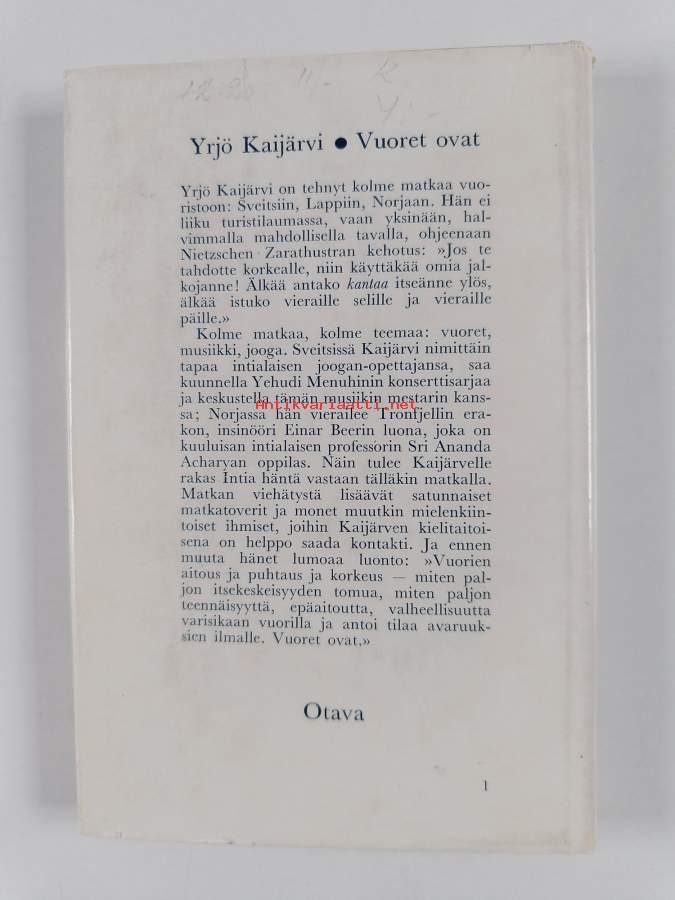 Yrjö Kaijärvi ● Vuoret ovat
Yrjö Kaijärvi on tehnyt kolme matkaa vuo-
ristoon: Sveitsiin, Lappiin, Norjaan. Hän ei
liiku turistilaumassa, vaan yksinään, hal-
vimmalla mahdollisella tavalla, ohjeenaan
Nietzschen Zarathustran kehotus: »Jos te
tahdotte korkealle, niin käyttäkää omia jal-
kojanne! Älkää antako kantaa itseänne ylös,
älkää istuko vieraille selille ja vieraille
päille.»
Kolme matkaa, kolme teemaa: vuoret,
musiikki, jooga. Sveitsissä Kaijärvi nimittäin
tapaa intialaisen joogan-opettajansa, saa
kuunnella Yehudi Menuhinin konserttisarjaa
ja keskustella tämän musiikin mestarin kans-
Antikvariaatti.net
sa; Norjassa hän vierailee Tronfjellin era-
kon, insinööri Einar Beerin luona, joka on
kuuluisan intialaisen professorin Sri Ananda
Acharyan oppilas. Näin tulee Kaijärvelle
rakas Intia häntä vastaan tälläkin matkalla.
Matkan viehätystä lisäävät satunnaiset
matkatoverit ja monet muutkin mielenkiin-
toiset ihmiset, joihin Kaijärven kielitaitoi-
sena on helppo saada kontakti. Ja ennen
muuta hänet lumoaa luonto: »Vuorien
aitous ja puhtaus ja korkeus — miten pal-
jon itsekeskeisyyden tomua, miten paljon
teennäisyyttä, epäaitoutta, valheellisuutta
varisikaan vuorilla ja antoi tilaa avaruuk-
sien ilmalle. Vuoret ovat.»
Otava
1